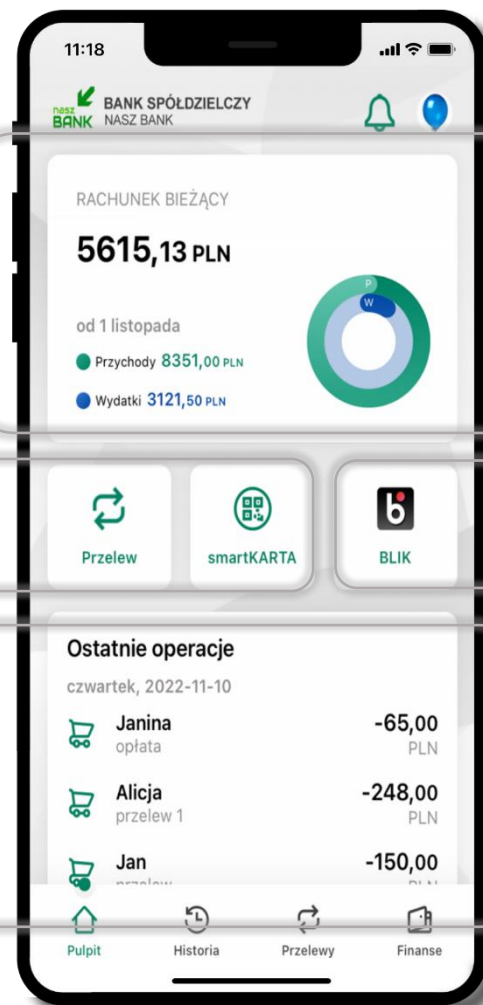 11:18
nasz
BANK
BANK SPÓŁDZIELCZY
NASZ BANK
RACHUNEK BIEŻĄCY
5615,13 PLN
od 1 listopada
P
W
Przychody 8351,00 PLN
Wydatki 3121,50 PLN
Przelew
smartKARTA
BLIK
Ostatnie operacje
czwartek, 2022-11-10
Janina -65,00
opłata PLN
Alicja -248,00
przelew 1 PLN
Jan -150,00
Pulpit
Historia
Przelewy
Finanse